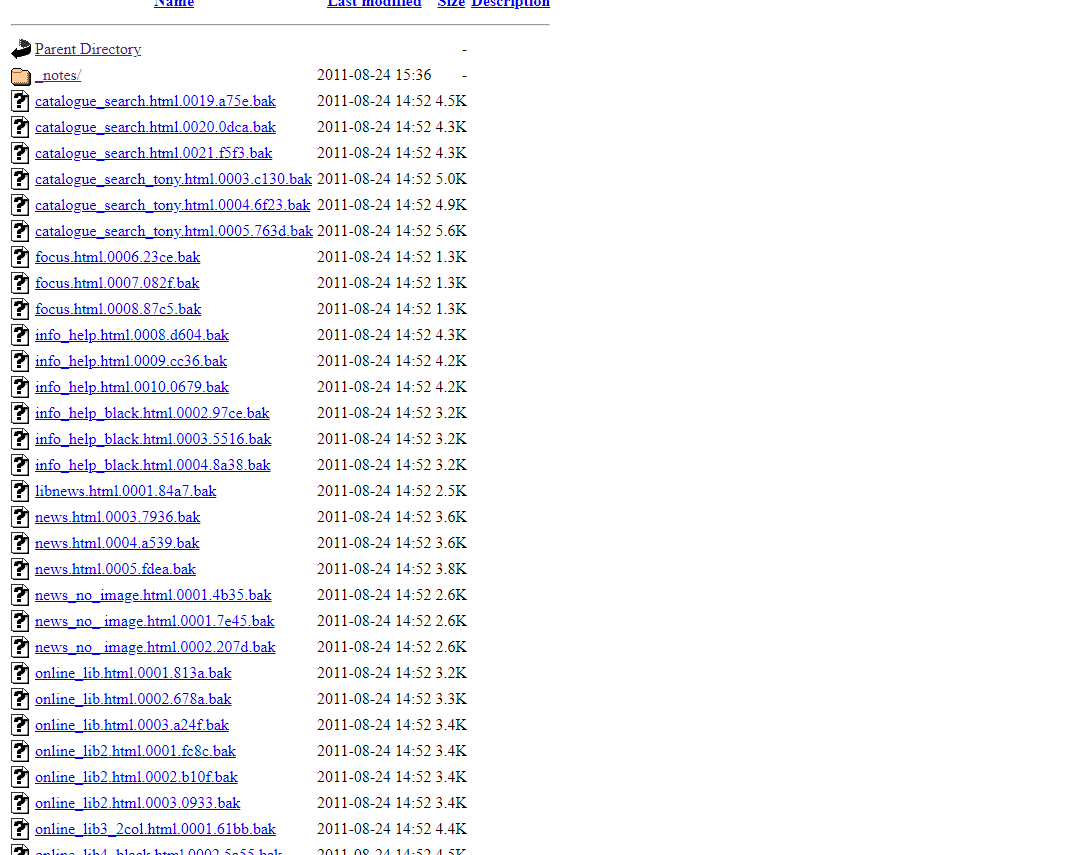 Name Last modified Size Description
Parent Directory -
_notes/ 2011-08-24 15:36 -
catalogue_search.html.0019.a75e.bak 2011-08-24 14:52 4.5K
catalogue_search.html.0020.0dca.bak 2011-08-24 14:52 4.3K
catalogue_search.html.0021.f5f3.bak 2011-08-24 14:52 4.3K
catalogue_search_tony.html.0003.c130.bak 2011-08-24 14:52 5.0K
catalogue_search_tony.html.0004.6f23.bak 2011-08-24 14:52 4.9K
catalogue_search_tony.html.0005.763d.bak 2011-08-24 14:52 5.6K
focus.html.0006.23ce.bak 2011-08-24 14:52 1.3K
focus.html.0007.082f.bak 2011-08-24 14:52 1.3K
focus.html.0008.87c5.bak 2011-08-24 14:52 1.3K
info_help.html.0008.d604.bak 2011-08-24 14:52 4.3K
info_help.html.0009.cc36.bak 2011-08-24 14:52 4.2K
info_help.html.0010.0679.bak 2011-08-24 14:52 4.2K
info_help_black.html.0002.97ce.bak 2011-08-24 14:52 3.2K
info_help_black.html.0003.5516.bak 2011-08-24 14:52 3.2K
info_help_black.html.0004.8a38.bak 2011-08-24 14:52 3.2K
libnews.html.0001.84a7.bak 2011-08-24 14:52 2.5K
news.html.0003.7936.bak 2011-08-24 14:52 3.6K
news.html.0004.a539.bak 2011-08-24 14:52 3.6K
news.html.0005.fdea.bak 2011-08-24 14:52 3.8K
news_no_image.html.0001.4b35.bak 2011-08-24 14:52 2.6K
news_no_ image.html.0001.7e45.bak 2011-08-24 14:52 2.6K
news_no_ image.html.0002.207d.bak 2011-08-24 14:52 2.6K
online_lib.html.0001.813a.bak 2011-08-24 14:52 3.2K
online_lib.html.0002.678a.bak 2011-08-24 14:52 3.3K
online_lib.html.0003.a24f.bak 2011-08-24 14:52 3.4K
online_lib2.html.0001.fc8c.bak 2011-08-24 14:52 3.4K
online_lib2.html.0002.b10f.bak 2011-08-24 14:52 3.4K
online_lib2.html.0003.0933.bak 2011-08-24 14:52 3.4K
online_lib3_2col.html.0001.61bb.bak 2011-08-24 14:52 4.4K
online_lib4_black.html.0002.5a55.bak 2011-08-24 14:52 4.5K